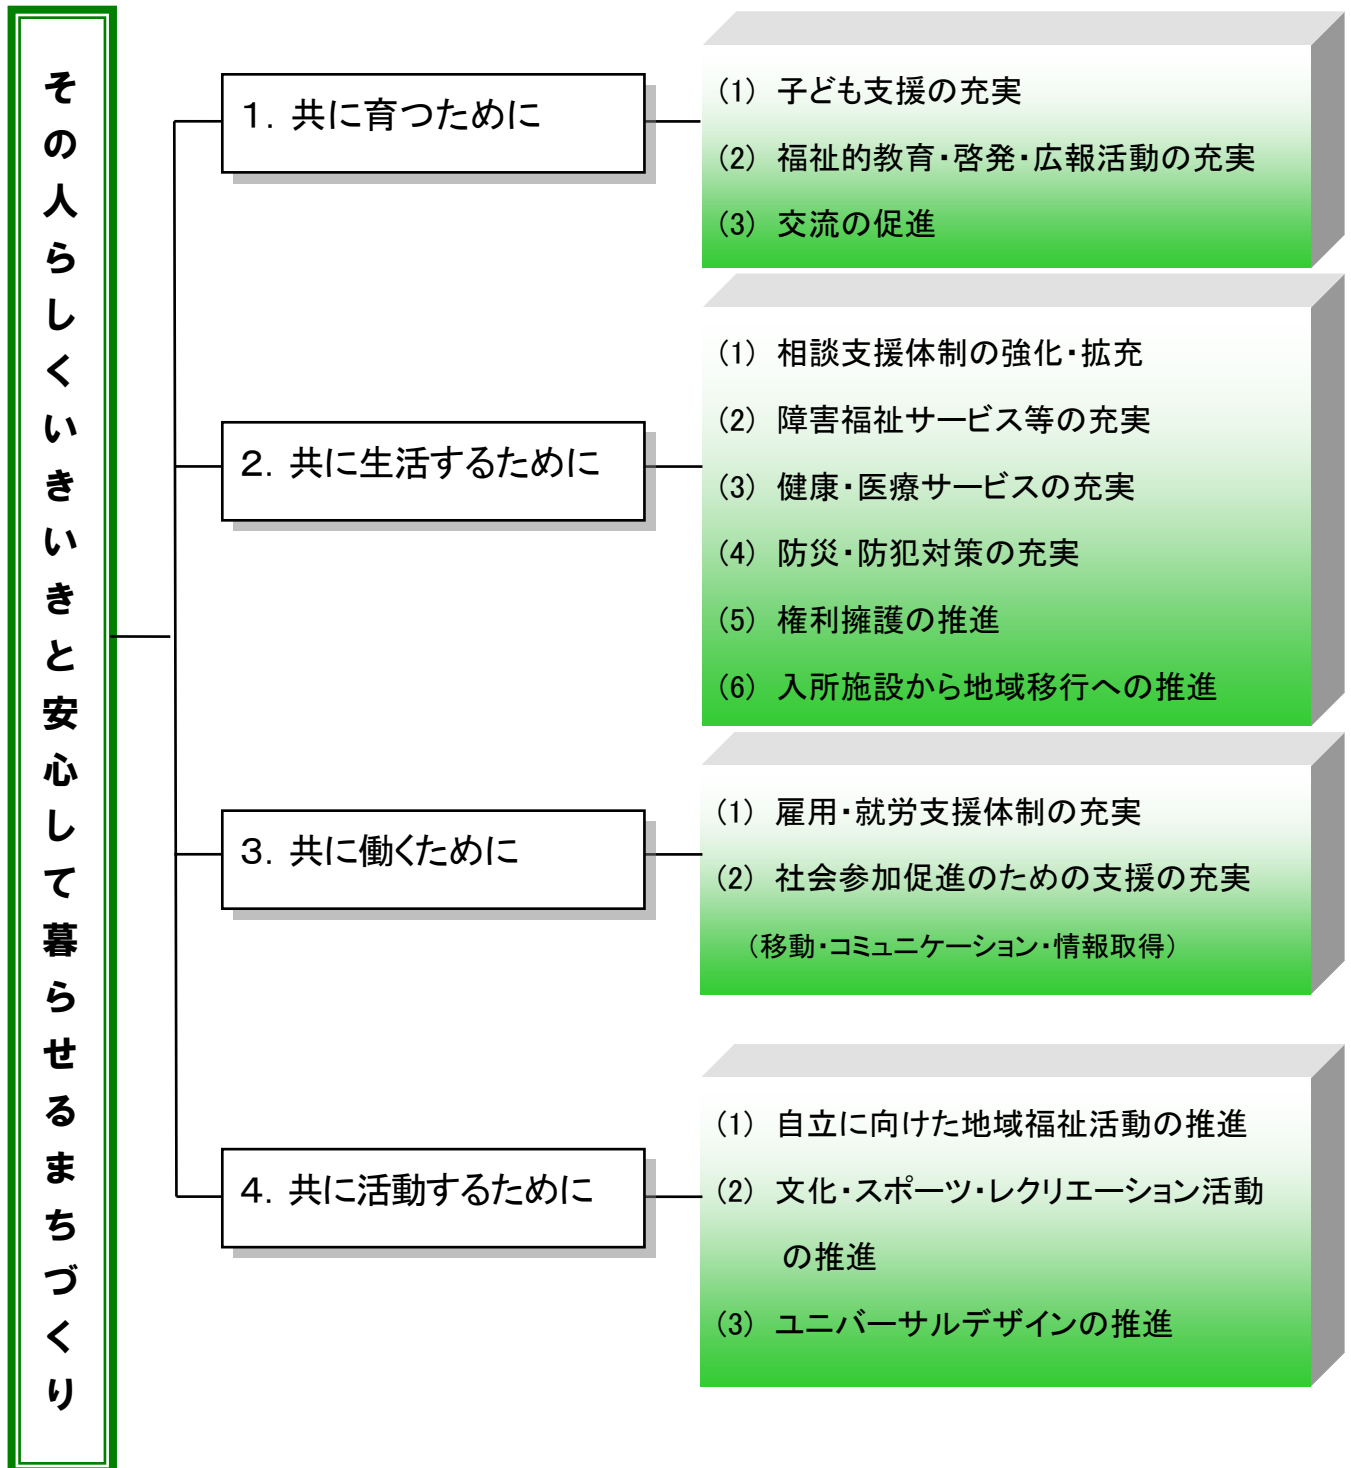 その人らしくいきいきと安心して暮らせるまちづくり
１．共に育つために
(1) 子ども支援の充実
(2) 福祉的教育・啓発・広報活動の充実
(3) 交流の促進
２．共に生活するために
(1) 相談支援体制の強化・拡充
(2) 障害福祉サービス等の充実
(3) 健康・医療サービスの充実
(4) 防災・防犯対策の充実
(5) 権利擁護の推進
(6) 入所施設から地域移行への推進
３．共に働くために
(1) 雇用・就労支援体制の充実
(2) 社会参加促進のための支援の充実
（移動・コミュニケーション・情報取得）
４．共に活動するために
(1) 自立に向けた地域福祉活動の推進
(2) 文化・スポーツ・レクリエーション活動
の推進
(3) ユニバーサルデザインの推進